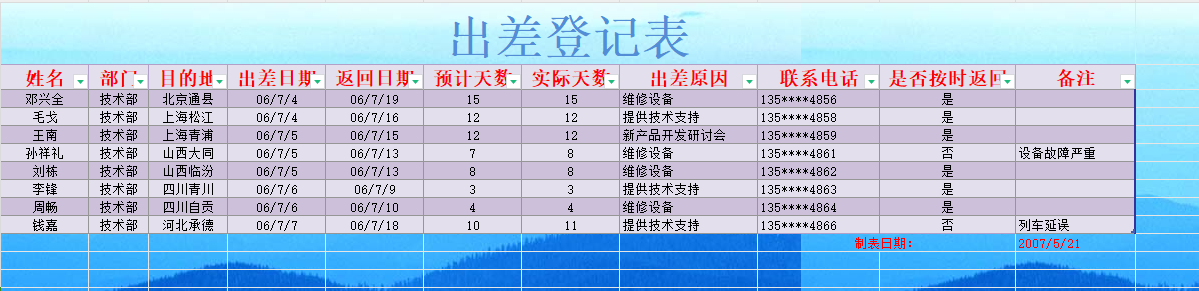 出差登记表
姓名 部门 目的地 出差日期 返回日期 预计天数 实际天数 出差原因 联系电话 是否按时返回 备注
邓兴全 技术部 北京通县 06/7/4 06/7/19 15 15 维修设备 135****4856 是
毛戈 技术部 上海松江 06/7/4 06/7/16 12 12 提供技术支持 135****4858 是
王南 技术部 上海青浦 06/7/5 06/7/15 12 12 新产品开发研讨会 135****4859 是
孙祥礼 技术部 山西大同 06/7/5 06/7/13 7 8 维修设备 135****4861 否 设备故障严重
刘栋 技术部 山西临汾 06/7/5 06/7/13 8 8 维修设备 135****4862 是
李锋 技术部 四川青川 06/7/6 06/7/9 3 3 提供技术支持 135****4863 是
周畅 技术部 四川自贡 06/7/6 06/7/10 4 4 维修设备 135****4864 是
钱嘉 技术部 河北承德 06/7/7 06/7/18 10 11 提供技术支持 135****4866 否 列车延误
制表日期: 2007/5/21